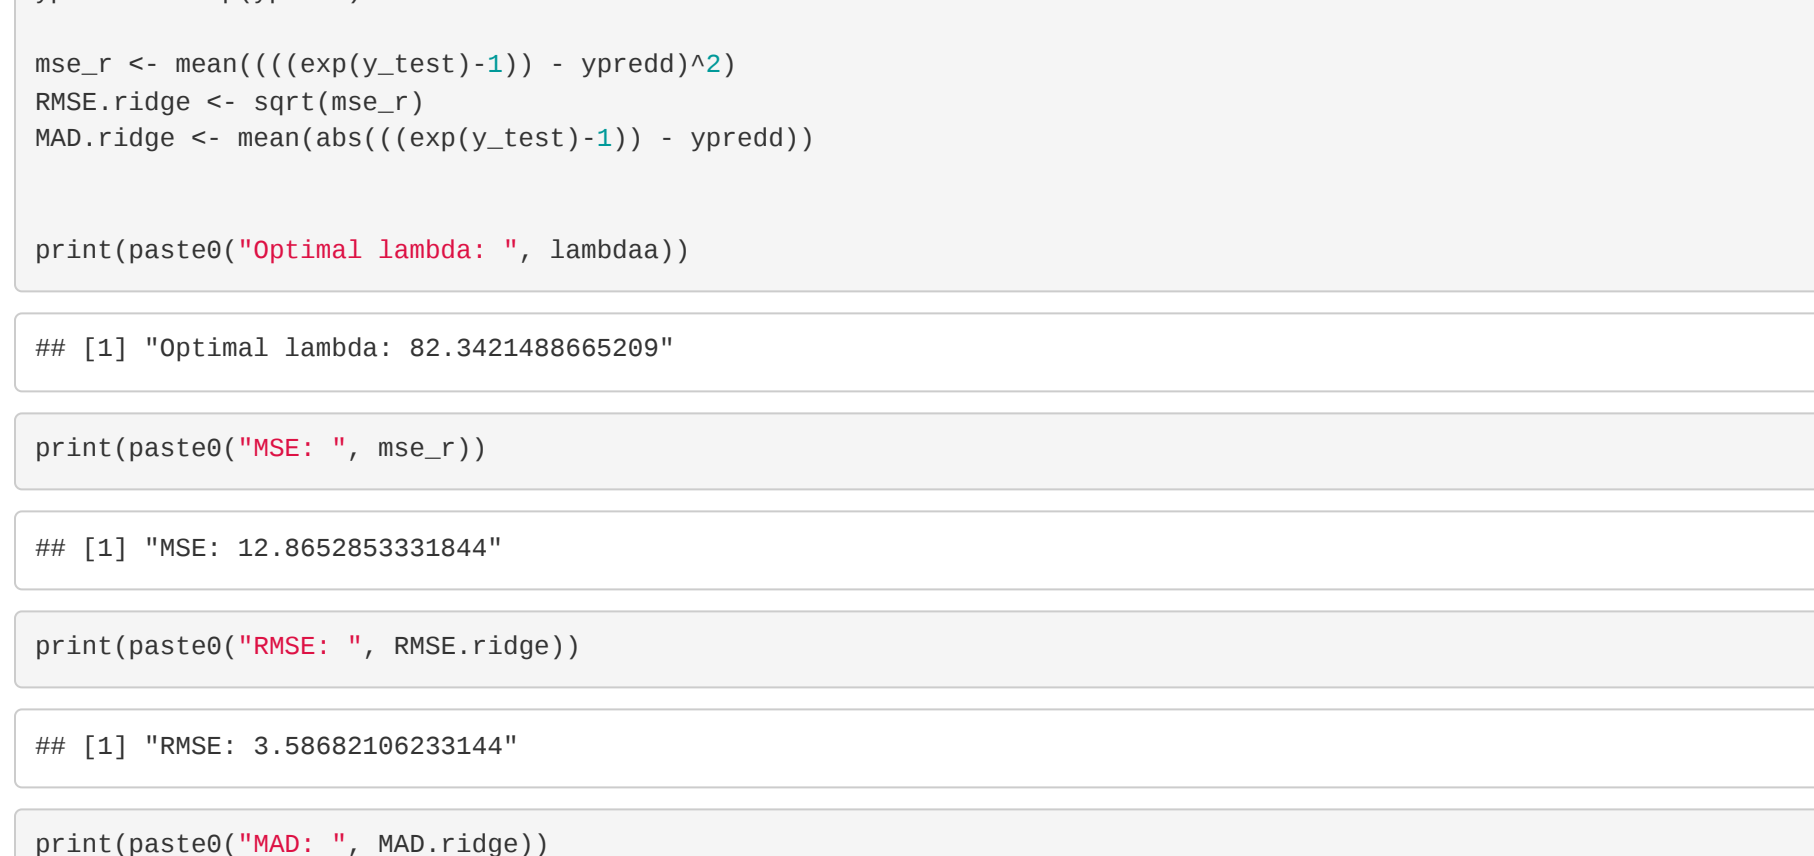 mse_r <- mean((((exp(y_test)-1)) - ypredd)^2)
RMSE.ridge <- sqrt(mse_r)
MAD.ridge <- mean(abs(((exp(y_test)-1)) - ypredd))
print(paste0("Optimal lambda: ", lambdaa))
## [1] "Optimal lambda: 82.3421488665209"
print(paste0("MSE: ", mse_r))
## [1] "MSE: 12.8652853331844"
print(paste0("RMSE: ", RMSE.ridge))
## [1] "RMSE: 3.58682106233144"
print(paste0("MAD: ", MAD.ridge))